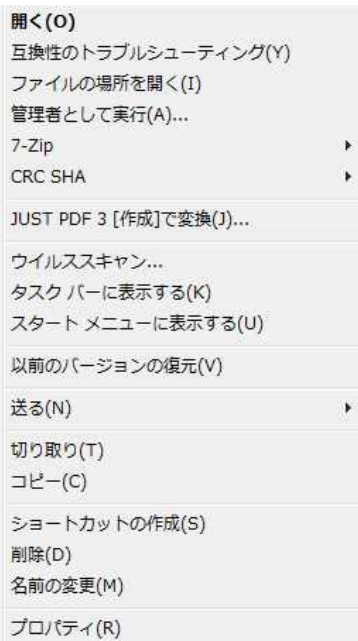 開く(O)
互換性のトラブルシューティング(Y)
ファイルの場所を開く(I)
管理者として実行(A)...
7-Zip
CRC SHA
JUST PDF 3 [作成]で変換(J)...
ウイルススキャン...
タスク バーに表示する(K)
スタート メニューに表示する(U)
以前のバージョンの復元(V)
送る(N)
切り取り(T)
コピー(C)
ショートカットの作成(S)
削除(D)
名前の変更(M)
プロパティ(R)